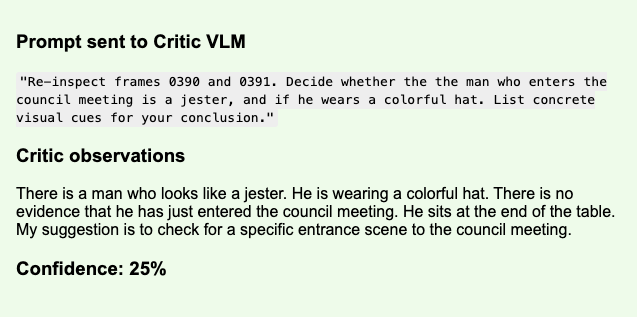 Prompt sent to Critic VLM
"Re-inspect frames 0390 and 0391. Decide whether the the man who enters the
council meeting is a jester, and if he wears a colorful hat. List concrete
visual cues for your conclusion."
Critic observations
There is a man who looks like a jester. He is wearing a colorful hat. There is no
evidence that he has just entered the council meeting. He sits at the end of the table.
My suggestion is to check for a specific entrance scene to the council meeting.
Confidence: 25%